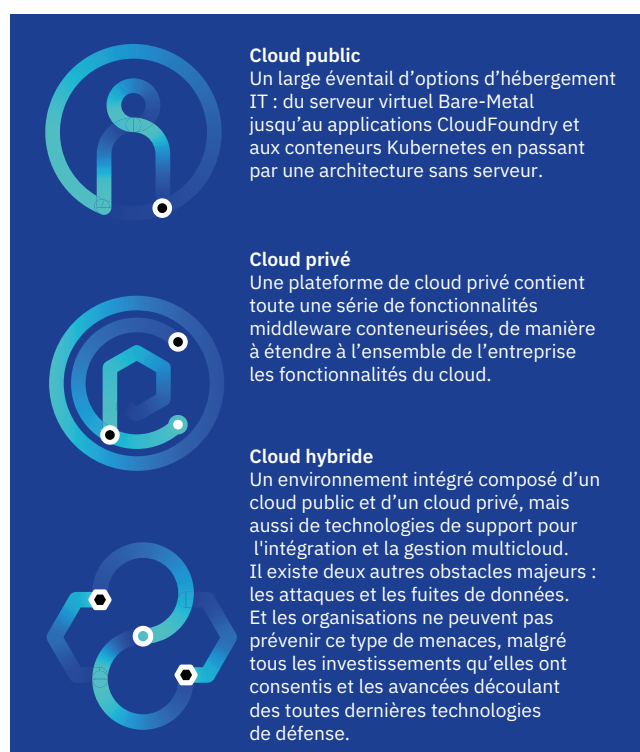 Cloud public
Un large éventail d’options d’hébergement
IT : du serveur virtuel Bare-Metal
jusqu’au applications CloudFoundry et
aux conteneurs Kubernetes en passant
par une architecture sans serveur.
Cloud privé
Une plateforme de cloud privé contient
toute une série de fonctionnalités
middleware conteneurisées, de manière
à étendre à l’ensemble de l’entreprise
les fonctionnalités du cloud.
Cloud hybride
Un environnement intégré composé d’un
cloud public et d’un cloud privé, mais
aussi de technologies de support pour
l'intégration et la gestion multicloud.
Il existe deux autres obstacles majeurs :
les attaques et les fuites de données.
Et les organisations ne peuvent pas
prévenir ce type de menaces, malgré
tous les investissements qu’elles ont
consentis et les avancées découlant
des toutes dernières technologies
de défense.